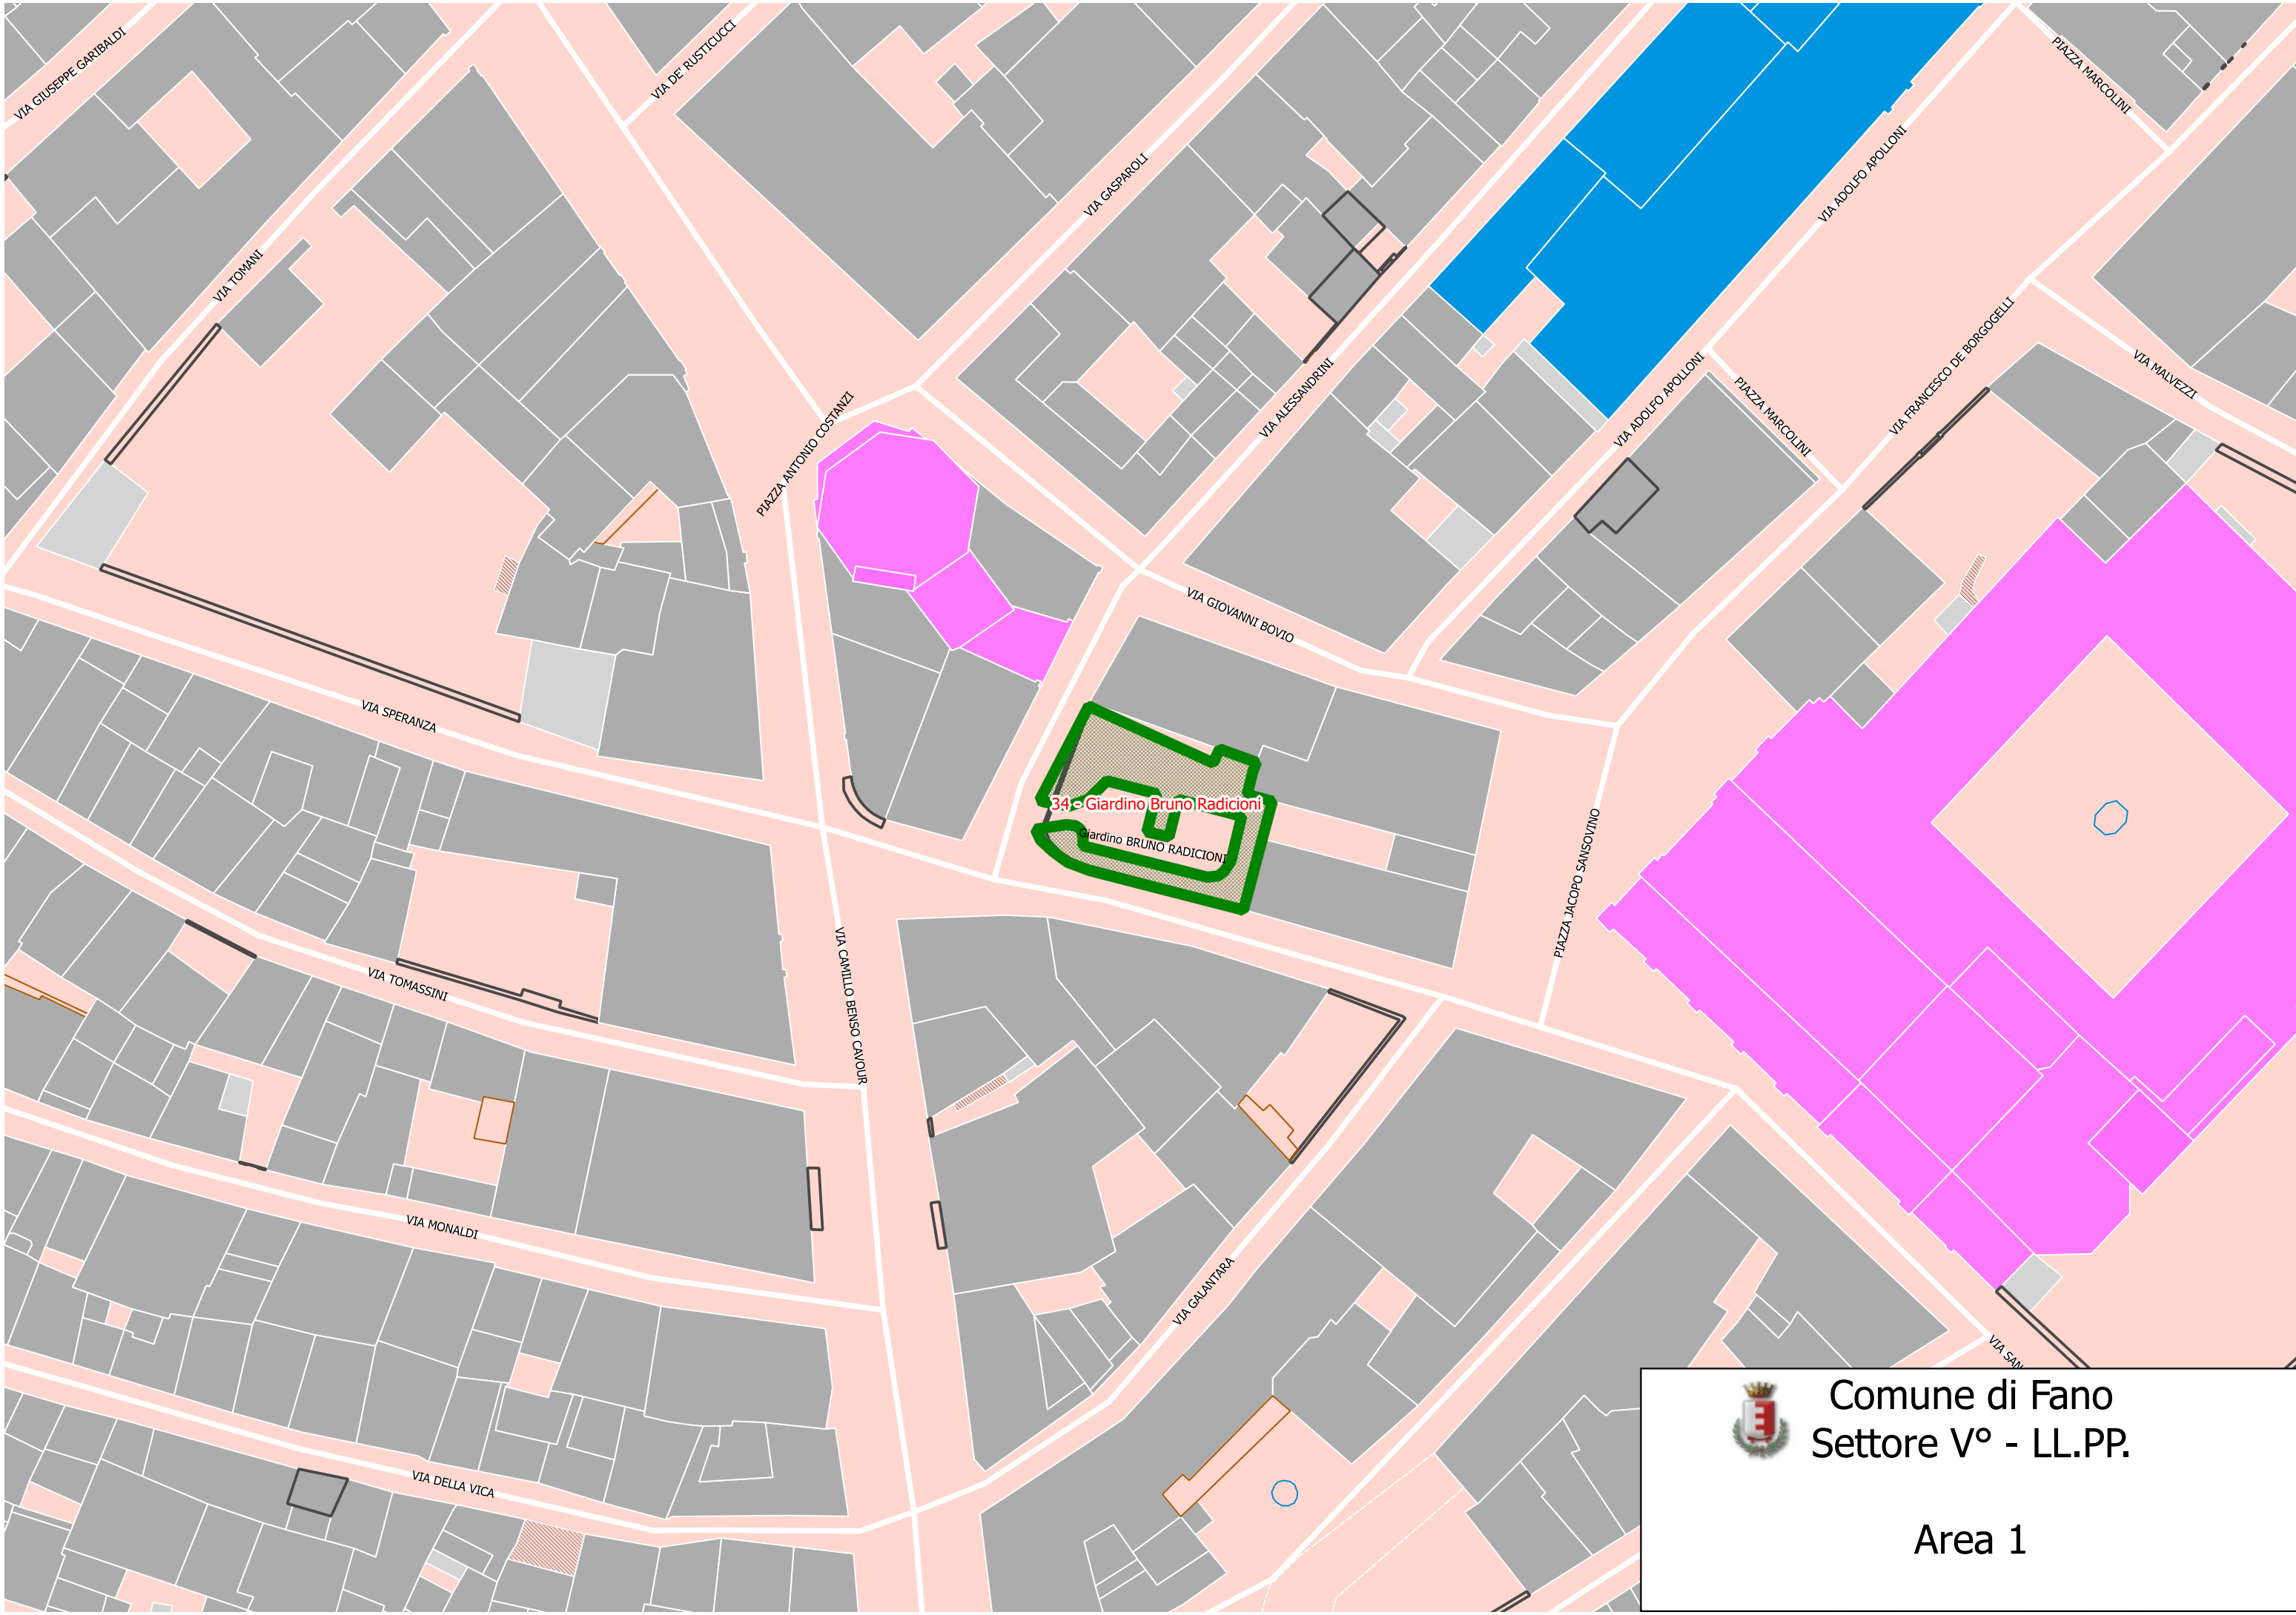 VIA GIUSEPPE GARIBALDI
VIA DE' RUSTICUCCI
PIAZZA MARCOLINI
VIA GASPAROLI
VIA ADOLFO APOLLONI
VIA TOMANI
VIA ALESSANDRINI
VIA ADOLFO APOLLONI
PIAZZA MARCOLINI
VIA FRANCESCO DE BORGOGELLI
VIA MALVEZZI
PIAZZA ANTONIO COSTANZI
VIA GIOVANNI BOVIO
VIA SPERANZA
34 - Giardino Bruno Radicioni
Giardino BRUNO RADICIONI
PIAZZA JACOPO SANSOVINO
VIA TOMASSINI
VIA CAMILLO BENSO CAVOUR
VIA MONALDI
VIA GALANTARA
VIA SAN
VIA DELLA VICA
Comune di Fano
Settore V° - LL.PP.
Area 1